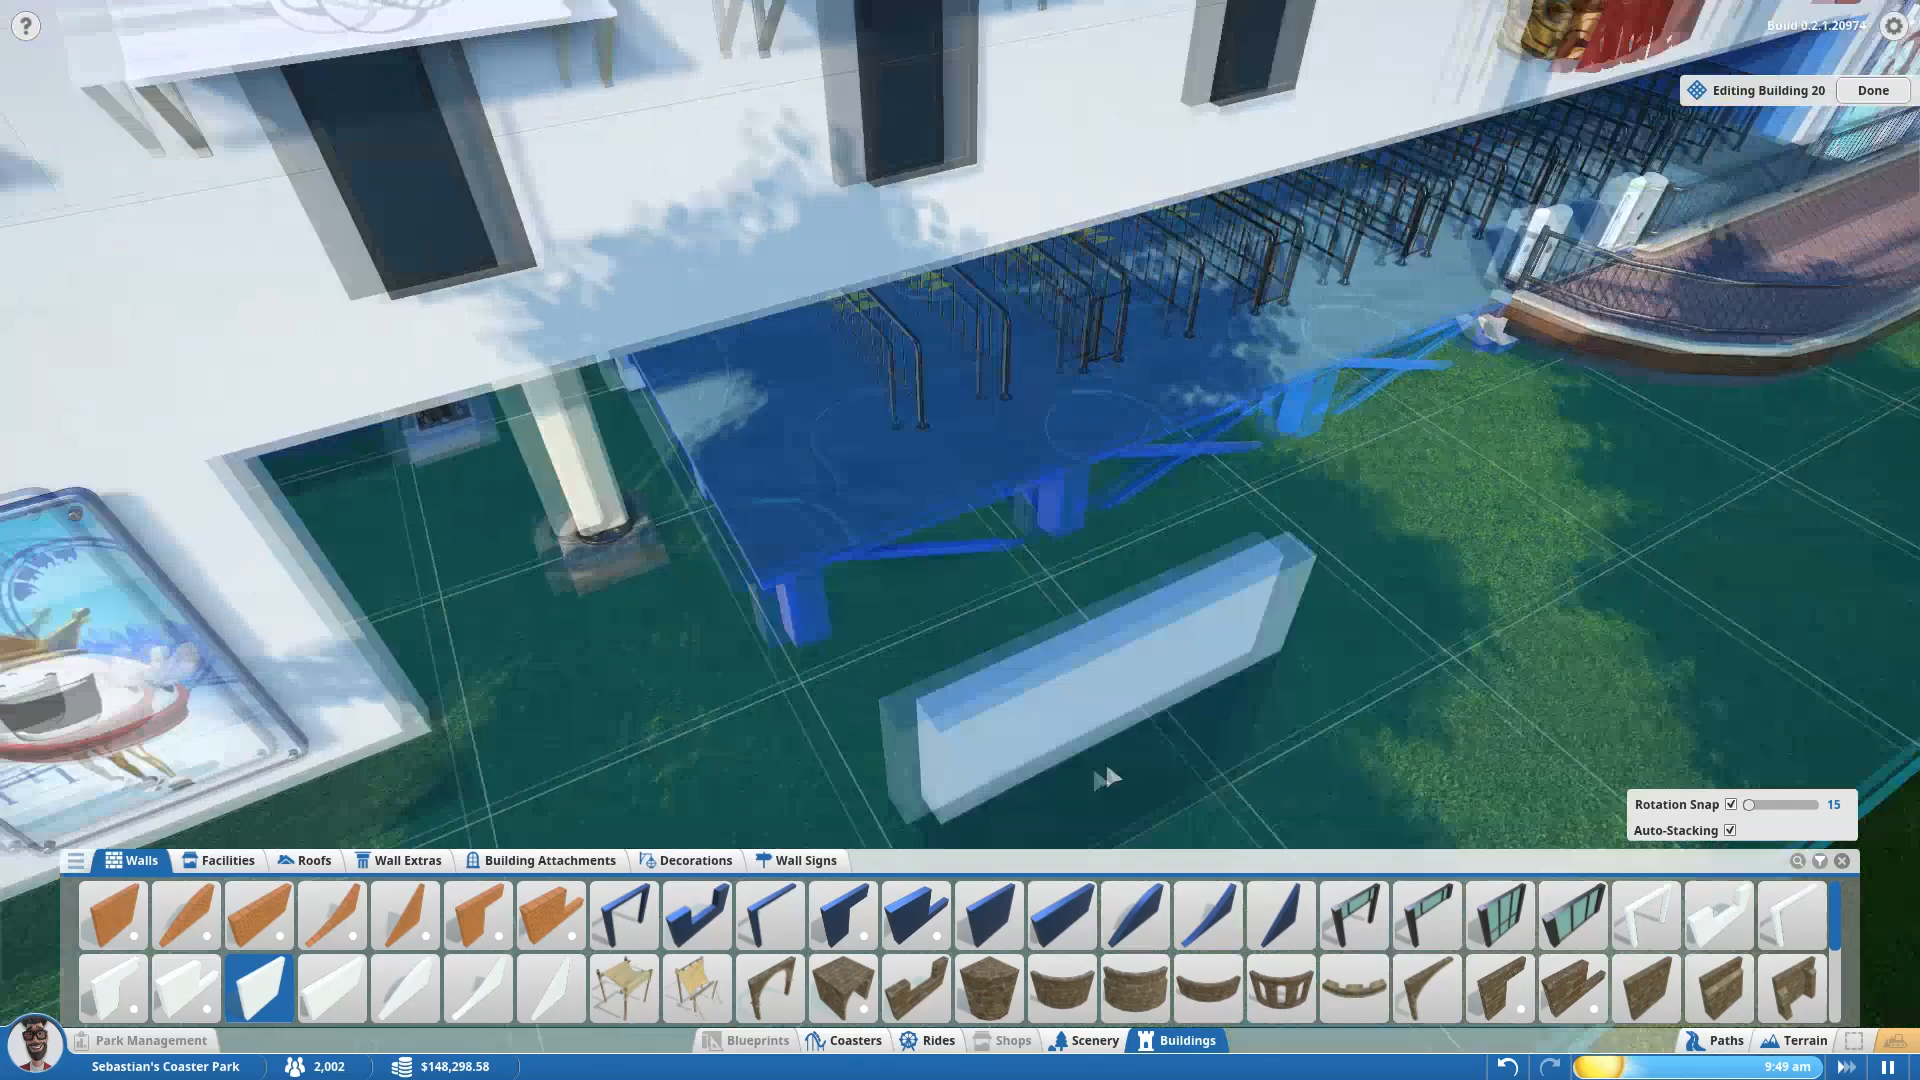 ?
Build 0.2.1.20974
Editing Building 20
Done
Rotation Snap
15
Auto-Stacking
Walls
Facilities
Roofs
Wall Extras
Building Attachments
Decorations
Wall Signs
Park Management
Blueprints
Coasters
Rides
Shops
Scenery
Buildings
Paths
Terrain
Sebastian's Coaster Park
2,002
$148,298.58
9:49 am